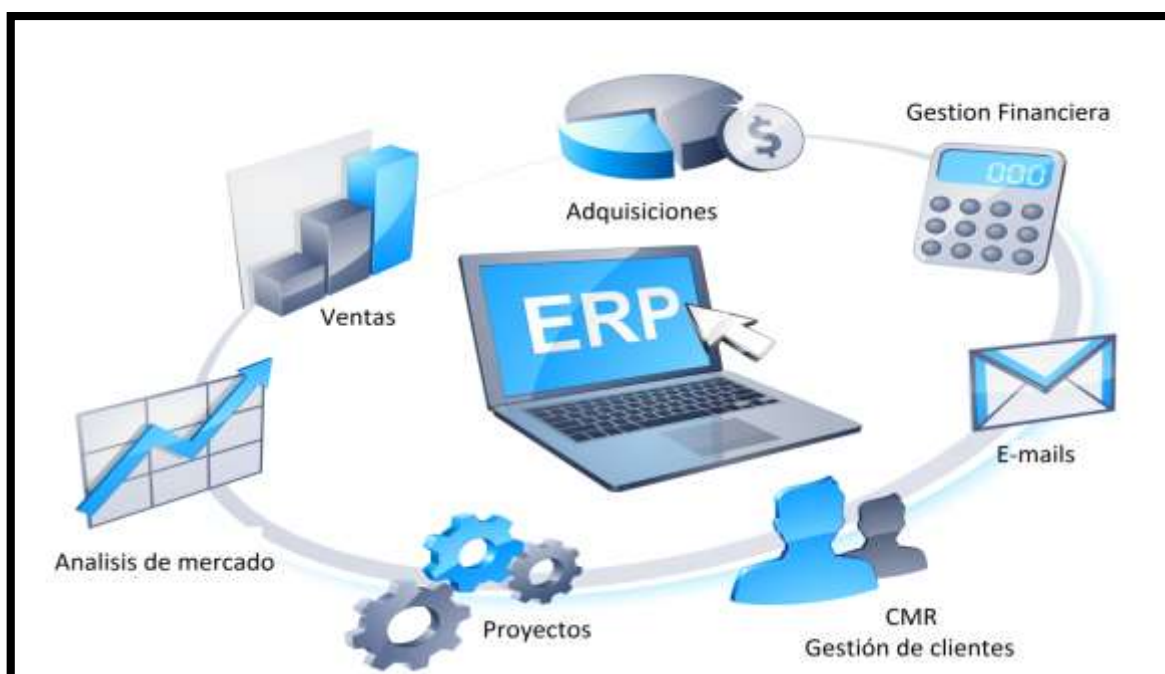 Gestion Financiera
000
Adquisiciones
$
Ventas
ERP
E-mails
Analisis de mercado
Proyectos
CMR
Gestión de clientes